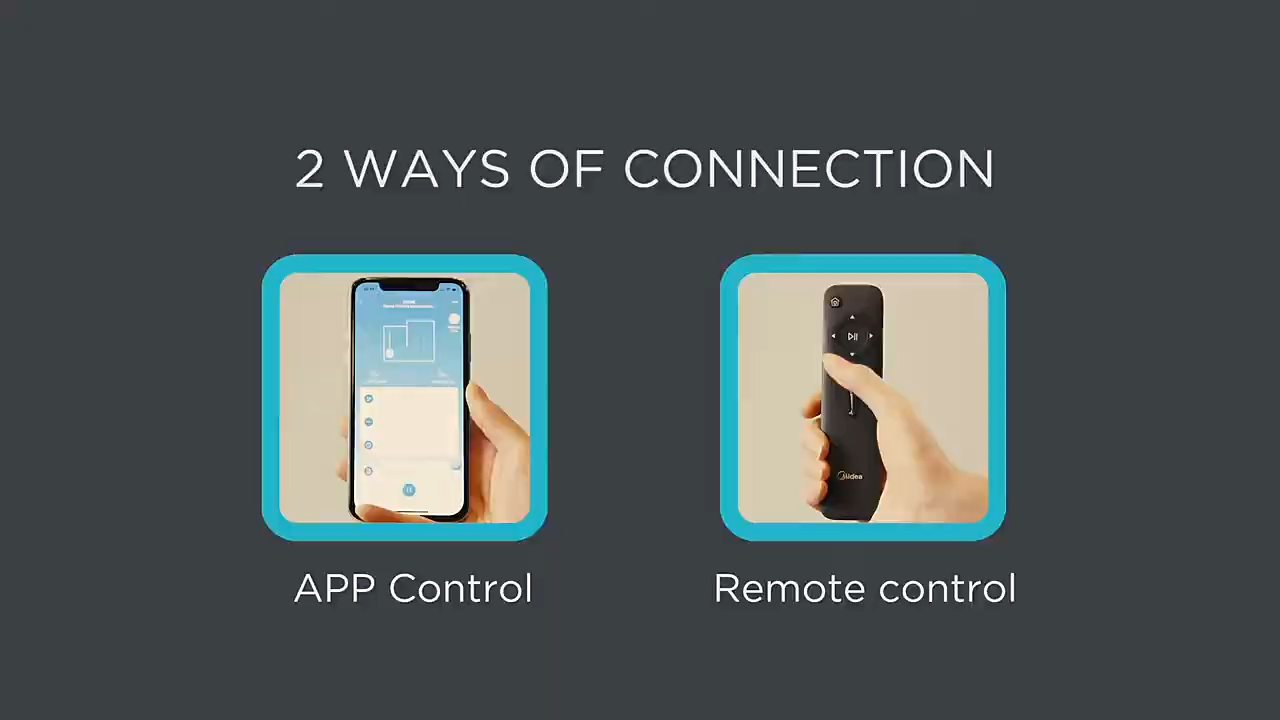 2 WAYS OF CONNECTION
Midea
APP Control
Remote control